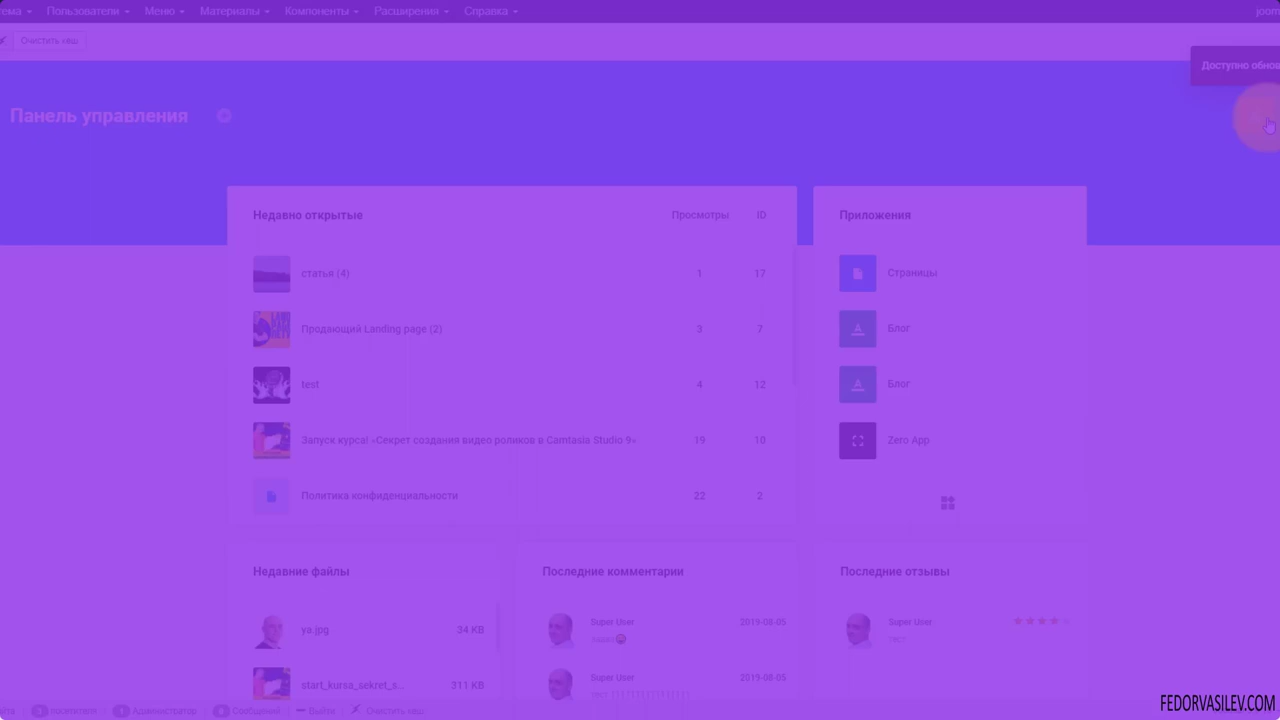 Пользователи
Меню
Материалы
Компоненты
Расширения
Справка
Очистить кеш
Доступно
Панель управления
Недавно открытые
Просмотры
ID
статья (4)
1
17
Продающий Landing page (2)
3
7
test
4
12
Запуск курса! «Секрет создания видео роликов в Camtasia Studio 9»
19
10
Политика конфиденциальности
22
2
Приложения
Страницы
Блог
Блог
Zero App
Недавние файлы
ya.jpg
34 KB
start_kursa_sekret_s...
311 KB
Последние комментарии
Super User
2019-08-05
Super User
2019-08-05
Последние отзывы
Super User
Администратор
Сообщений
Выйти
Очистить кеш
FEDORVASILEV.COM